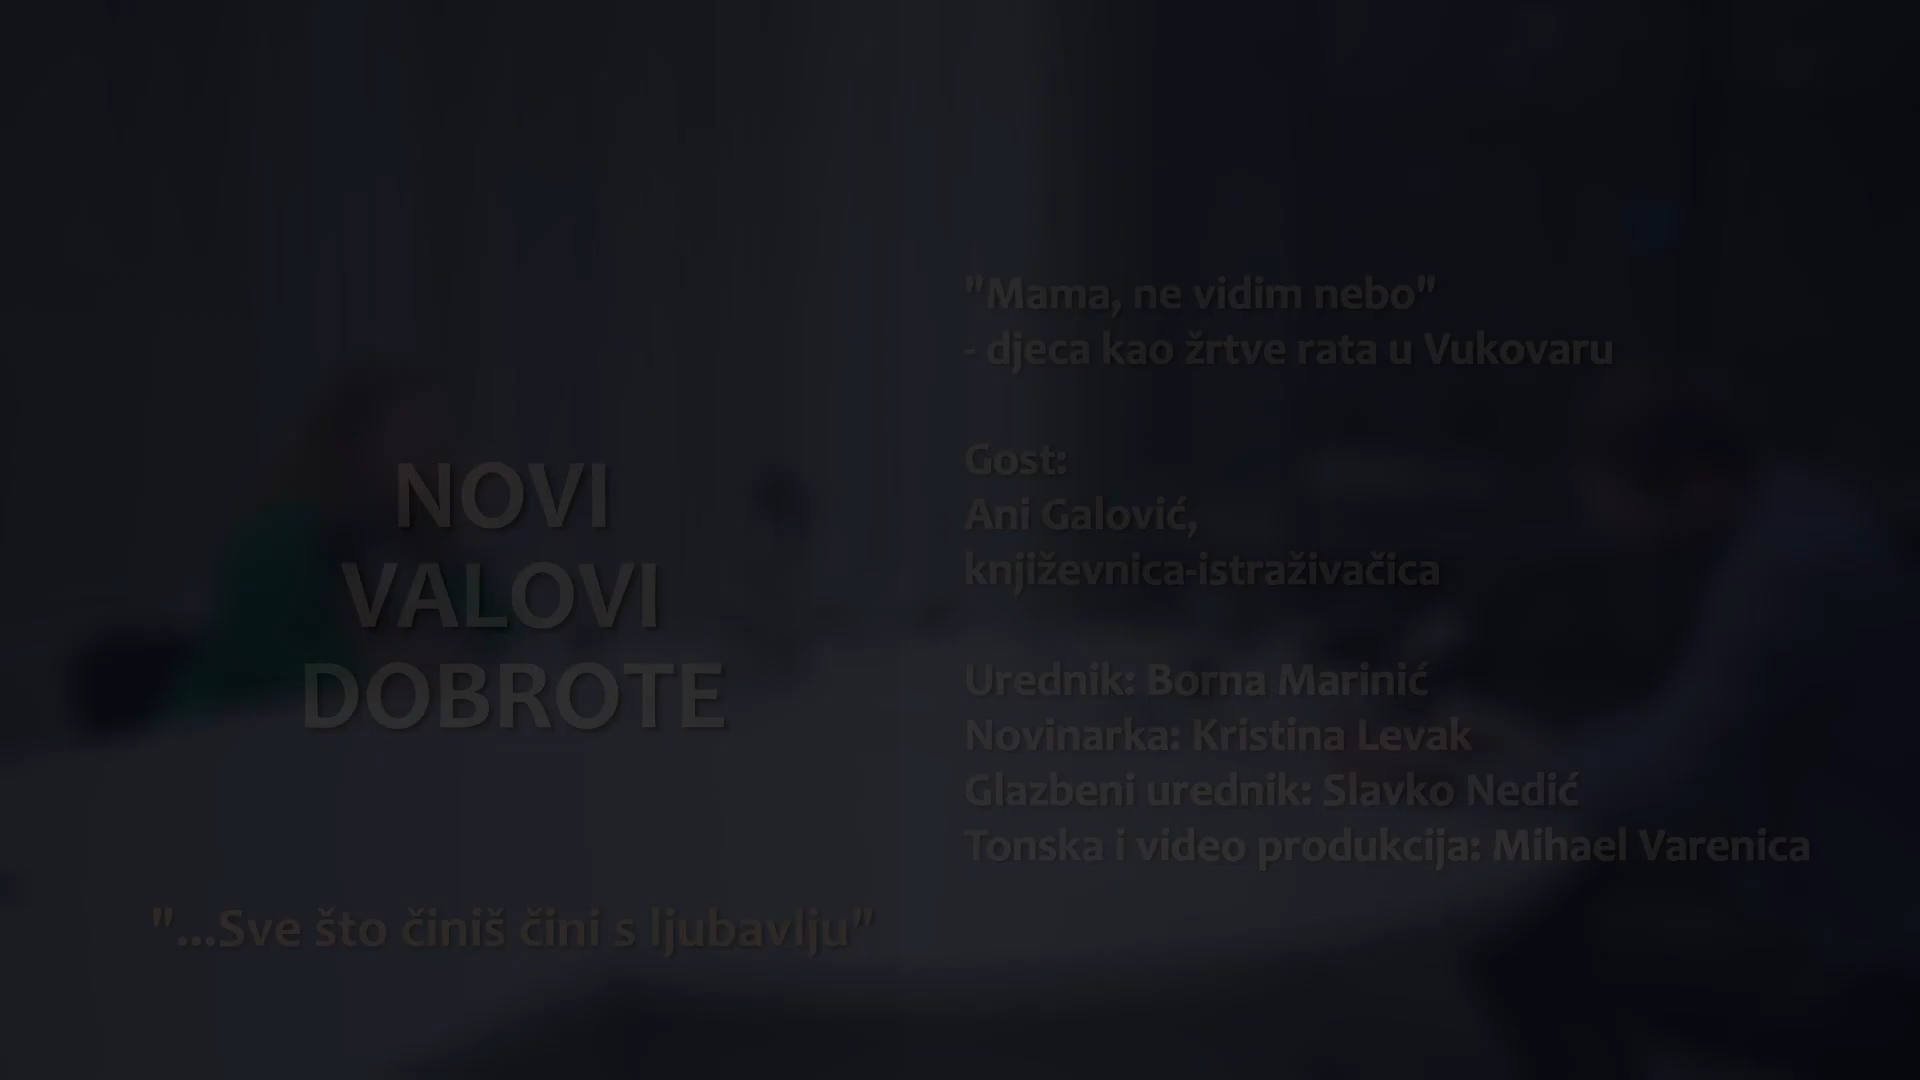 NOVI
VALOVI
DOBROTE
"...Sve što činiš čini s ljubavlju"
"Mama, ne vidim nebo"
- djeca kao žrtve rata u Vukovaru
Gost:
Ani Galović,
književnica-istraživačica
Urednik: Borna Marinić
Novinarka: Kristina Levak
Glazbeni urednik: Slavko Nedić
Tonska i video produkcija: Mihael Varenica